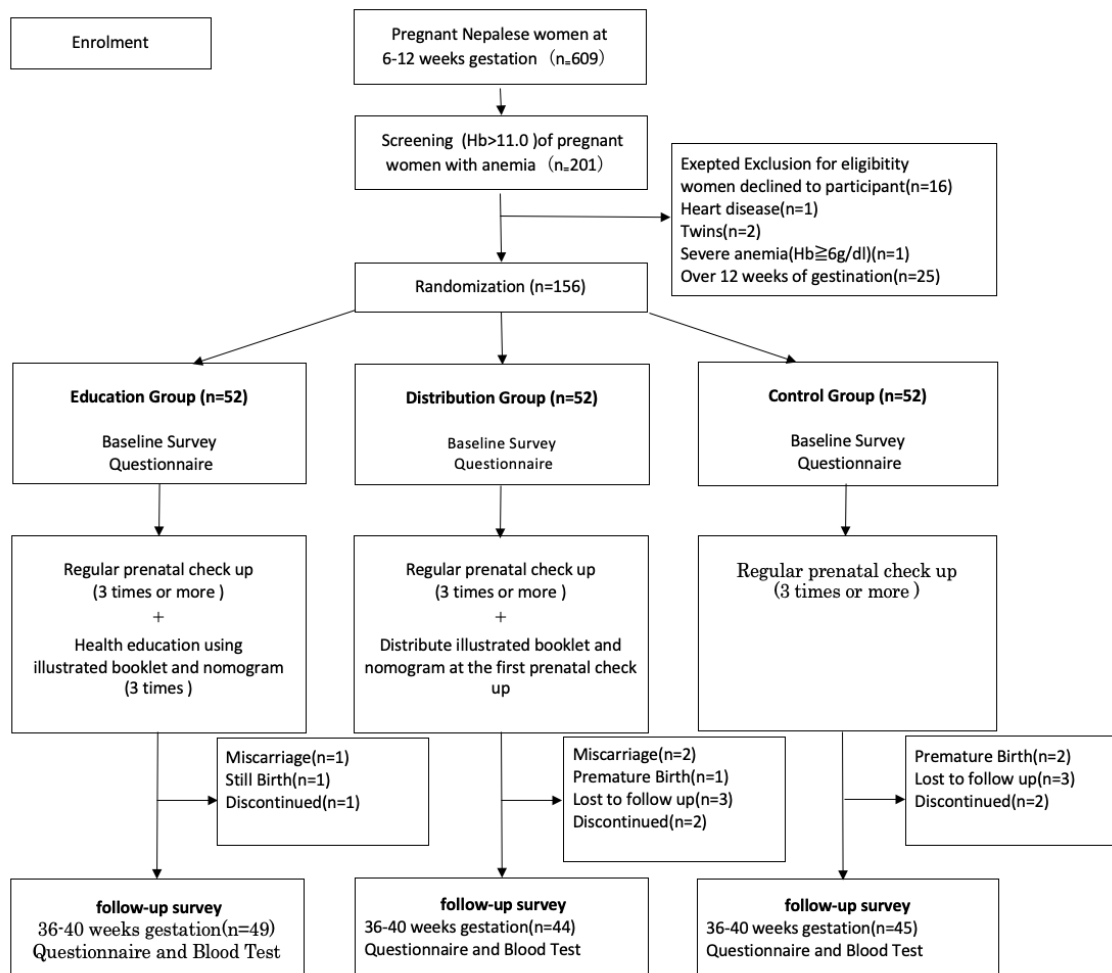 Enrolment
Pregnant Nepalese women at
6-12 weeks gestation （n=609）
Screening （Hb>11.0 )of pregnant
women with anemia （n=201）
Exepted Exclusion for eligibitity
women declined to participant(n=16)
Heart disease(n=1)
Twins(n=2)
Severe anemia(Hb≧6g/dl)(n=1)
Over 12 weeks of gestination(n=25)
Randomization (n=156)
Education Group (n=52)
Baseline Survey
Questionnaire
Distribution Group (n=52)
Baseline Survey
Questionnaire
Control Group (n=52)
Baseline Survey
Questionnaire
Regular prenatal check up
(3 times or more )
+
Health education using
illustrated booklet and nomogram
(3 times )
Regular prenatal check up
(3 times or more )
+
Distribute illustrated booklet and
nomogram at the first prenatal check
up
Regular prenatal check up
(3 times or more )
Miscarriage(n=1)
Still Birth(n=1)
Discontinued(n=1)
Miscarriage(n=2)
Premature Birth(n=1)
Lost to follow up(n=3)
Discontinued(n=2)
Premature Birth(n=2)
Lost to follow up(n=3)
Discontinued(n=2)
follow-up survey
36-40 weeks gestation(n=49)
Questionnaire and Blood Test
follow-up survey
36-40 weeks gestation(n=44)
Questionnaire and Blood Test
follow-up survey
36-40 weeks gestation(n=45)
Questionnaire and Blood Test